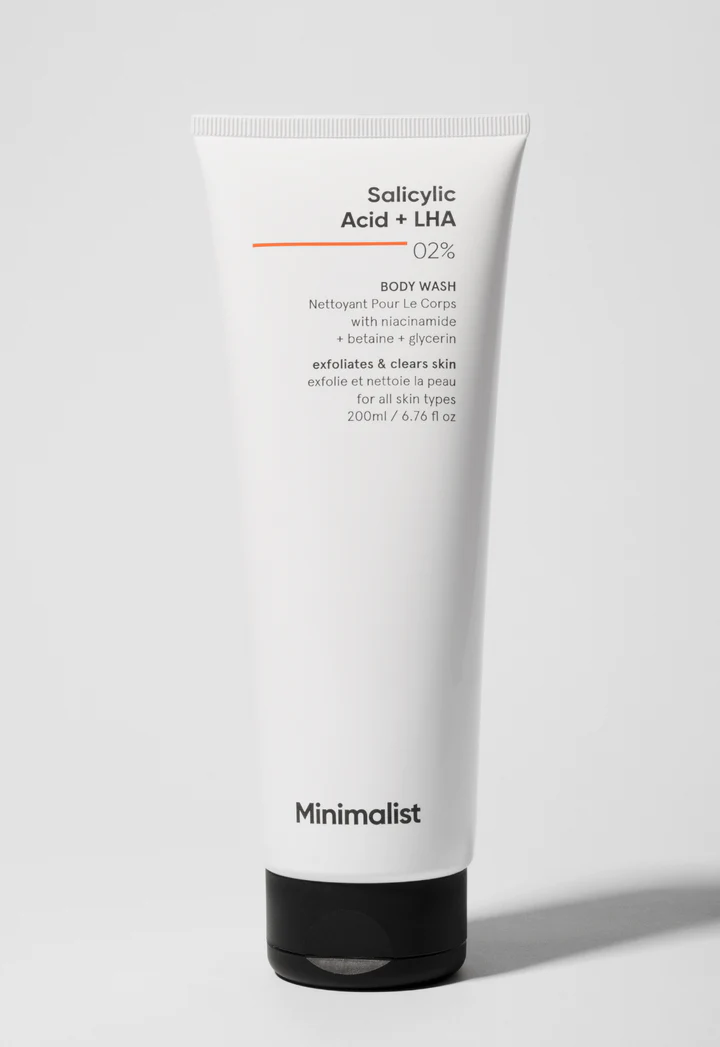 Salicylic
Acid + LHA
02%
BODY WASH
Nettoyant Pour Le Corps
with niacinamide
+ betaine + glycerin
exfoliates & clears skin
exfolie et nettoie la peau
for all skin types
200ml / 6.76 fl oz
Minimalist